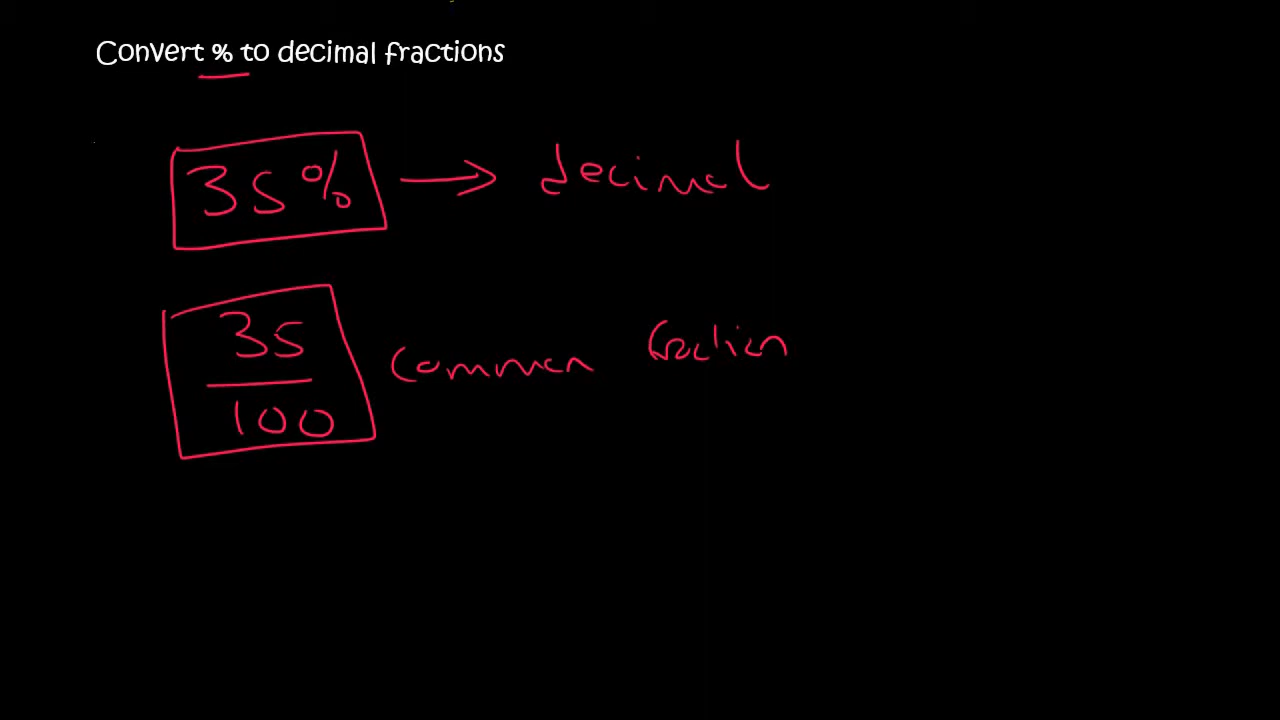 Convert % to decimal fractions
35% → decimal
35
100
common fraction